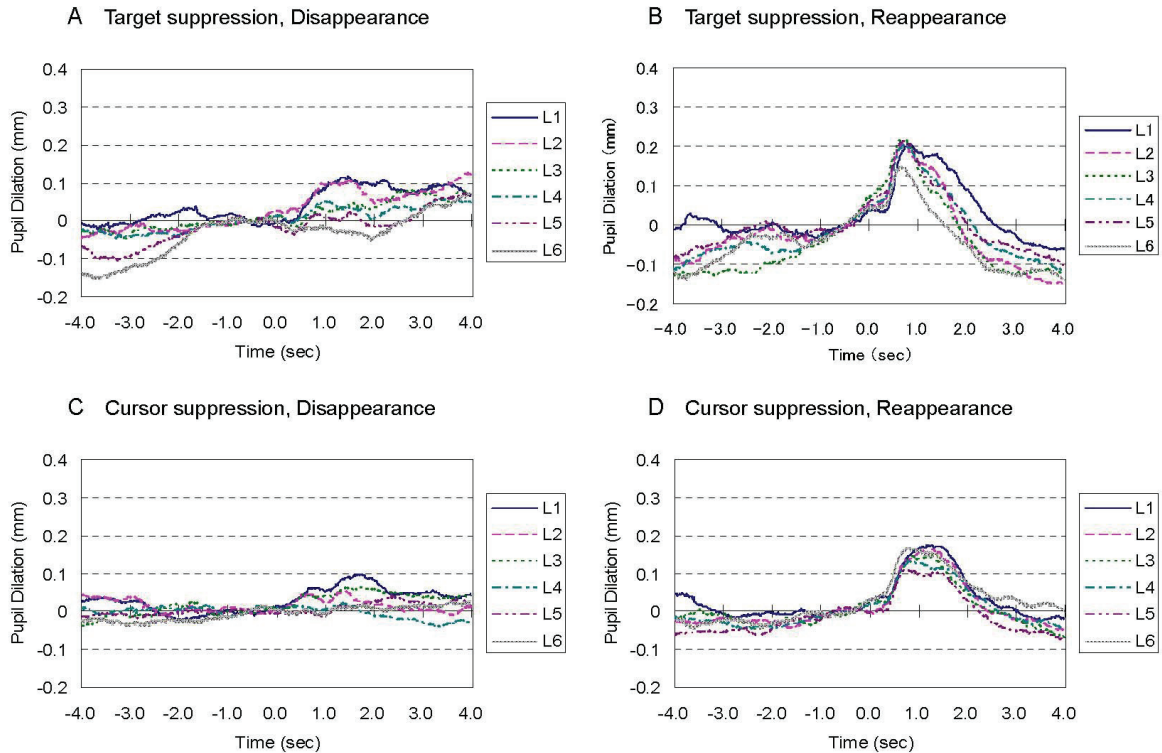 A Target suppression, Disappearance
Pupil Dilation (mm)
0.4
0.3
0.2
0.1
0
-0.1
-0.2
-4.0 -3.0 -2.0 -1.0 0.0 1.0 2.0 3.0 4.0
Time (sec)
L1
L2
L3
L4
L5
L6
B Target suppression, Reappearance
Pupil Dilation (mm)
0.4
0.3
0.2
0.1
0
-0.1
-0.2
-4.0 -3.0 -2.0 -1.0 0.0 1.0 2.0 3.0 4.0
Time (sec)
L1
L2
L3
L4
L5
L6
C Cursor suppression, Disappearance
Pupil Dilation (mm)
0.4
0.3
0.2
0.1
0
-0.1
-0.2
-4.0 -3.0 -2.0 -1.0 0.0 1.0 2.0 3.0 4.0
Time (sec)
L1
L2
L3
L4
L5
L6
D Cursor suppression, Reappearance
Pupil Dilation (mm)
0.4
0.3
0.2
0.1
0
-0.1
-0.2
-4.0 -3.0 -2.0 -1.0 0.0 1.0 2.0 3.0 4.0
Time (sec)
L1
L2
L3
L4
L5
L6